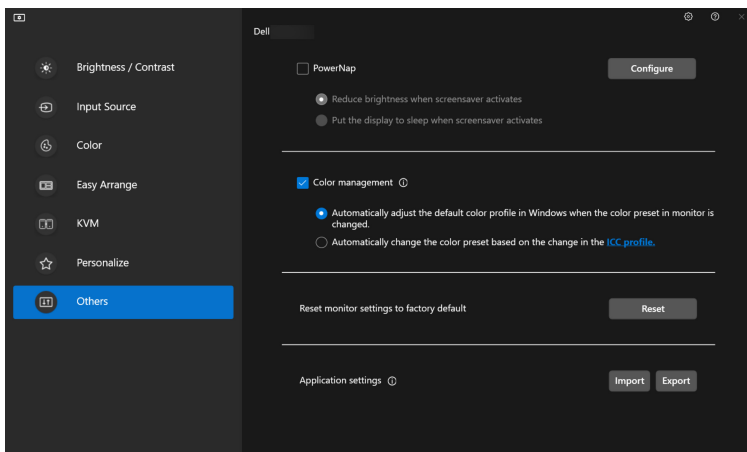 Dell
Brightness / Contrast
Input Source
Color
Easy Arrange
KVM
Personalize
Others
PowerNap
Configure
Reduce brightness when screensaver activates
Put the display to sleep when screensaver activates
Color management
Automatically adjust the default color profile in Windows when the color preset in monitor is
changed.
Automatically change the color preset based on the change in the ICC profile.
Reset monitor settings to factory default
Reset
Application settings
Import
Export